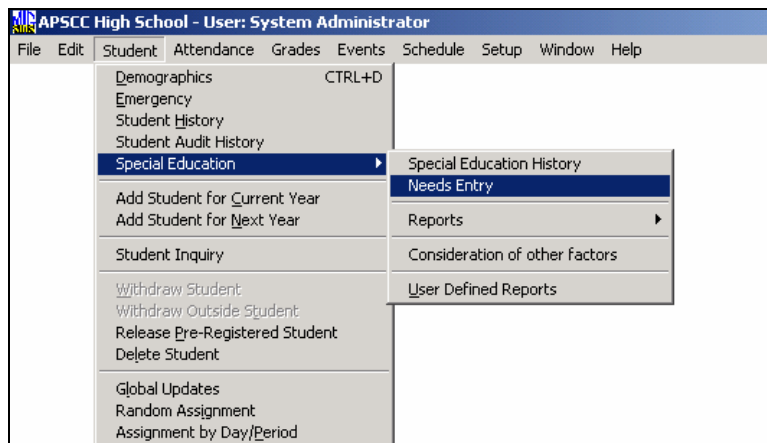 APSCC High School - User: System Administrator
File Edit Student Attendance Grades Events Schedule Setup Window Help
Demographics CTRL+D
Emergency
Student History
Student Audit History
Special Education
Add Student for Current Year
Add Student for Next Year
Student Inquiry
Withdraw Student
Withdraw Outside Student
Release Pre-Registered Student
Delete Student
Global Updates
Random Assignment
Assignment by Day/Period
Special Education History
Needs Entry
Reports
Consideration of other factors
User Defined Reports